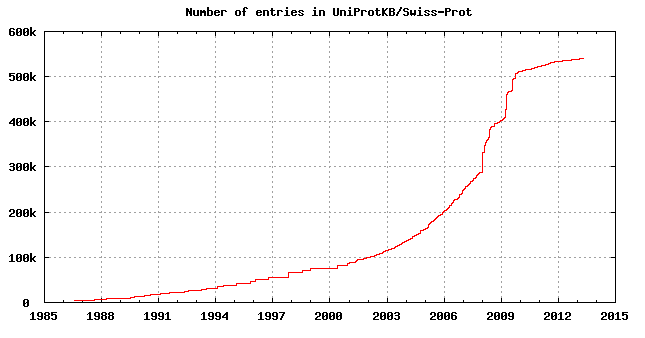 Number of entries in UniProtKB/Swiss-Prot
600k
500k
400k
300k
200k
100k
0
1985 1988 1991 1994 1997 2000 2003 2006 2009 2012 2015